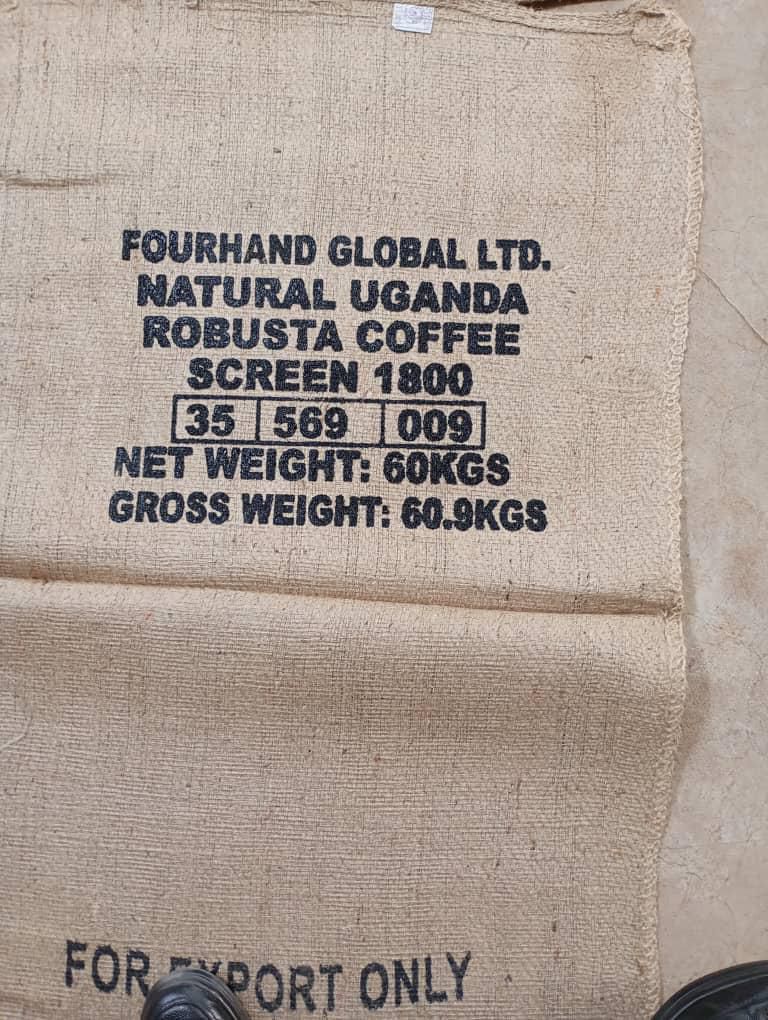 FOURHAND GLOBAL LTD.
NATURAL UGANDA
ROBUSTA COFFEE
SCREEN 1800
35 569 009
NET WEIGHT: 60KGS
GROSS WEIGHT: 60.9KGS
FOR EXPORT ONLY